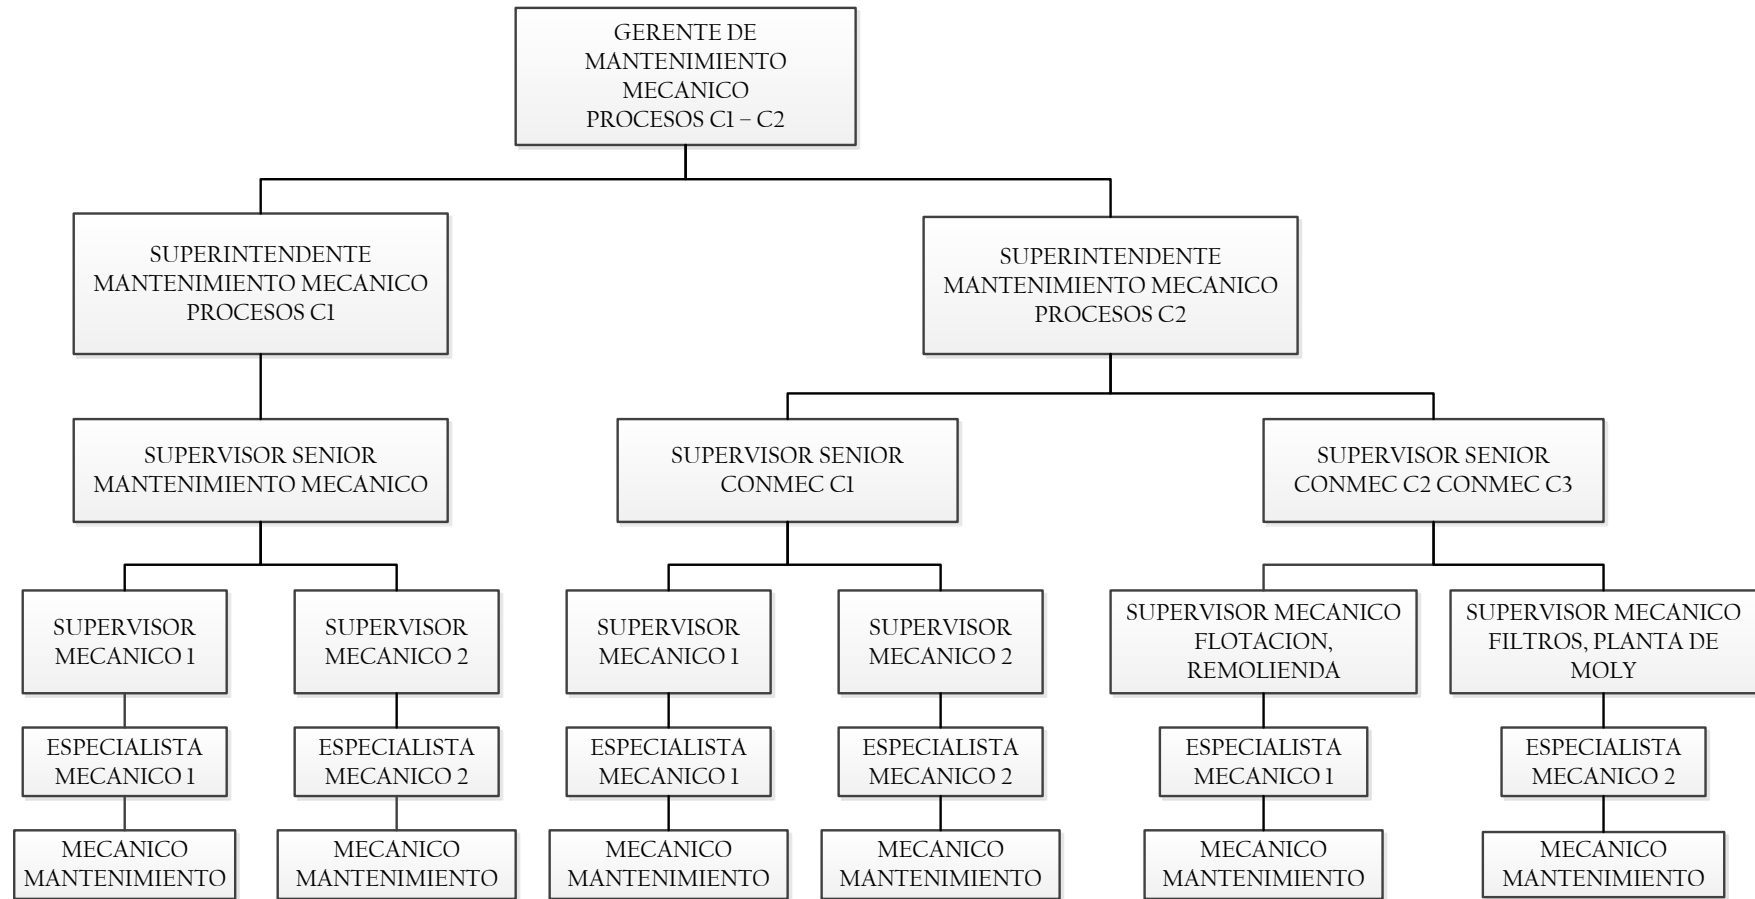 GERENTE DE
MANTENIMIENTO
MECANICO
PROCESOS C1 – C2
SUPERINTENDENTE
MANTENIMIENTO MECANICO
PROCESOS C1
SUPERINTENDENTE
MANTENIMIENTO MECANICO
PROCESOS C2
SUPERVISOR SENIOR
MANTENIMIENTO MECANICO
SUPERVISOR SENIOR
CONMEC C1
SUPERVISOR SENIOR
CONMEC C2 CONMEC C3
SUPERVISOR
MECANICO 1
SUPERVISOR
MECANICO 2
SUPERVISOR
MECANICO 1
SUPERVISOR
MECANICO 2
SUPERVISOR MECANICO
FLOTACION,
REMOLIENDA
SUPERVISOR MECANICO
FILTROS, PLANTA DE
MOLY
ESPECIALISTA
MECANICO 1
ESPECIALISTA
MECANICO 2
ESPECIALISTA
MECANICO 1
ESPECIALISTA
MECANICO 2
ESPECIALISTA
MECANICO 1
ESPECIALISTA
MECANICO 2
MECANICO
MANTENIMIENTO
MECANICO
MANTENIMIENTO
MECANICO
MANTENIMIENTO
MECANICO
MANTENIMIENTO
MECANICO
MANTENIMIENTO
MECANICO
MANTENIMIENTO